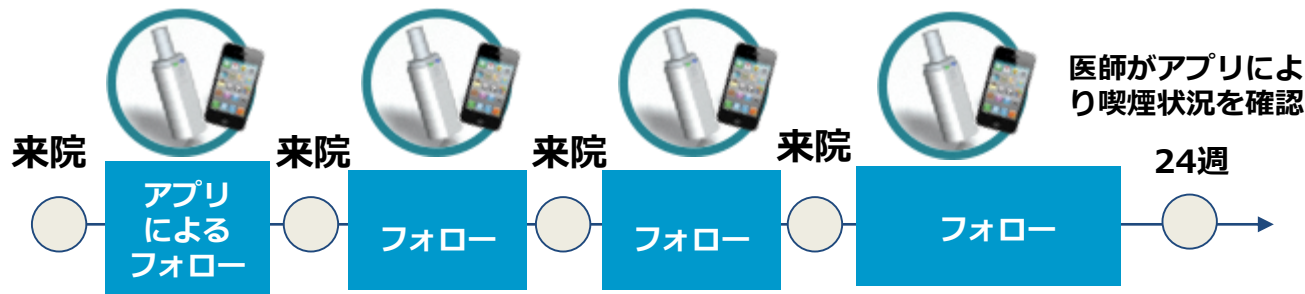 来院
アプリ
による
フォロー
来院
フォロー
来院
フォロー
来院
フォロー
医師がアプリによ
り喫煙状況を確認
24週